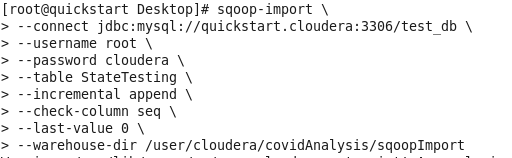 [root@quickstart Desktop]# sqoop-import \
> --connect jdbc:mysql://quickstart.cloudera:3306/test_db \
> --username root \
> --password cloudera \
> --table StateTesting \
> --incremental append \
> --check-column seq \
> --last-value 0 \
> --warehouse-dir /user/cloudera/covidAnalysis/sqoopImport